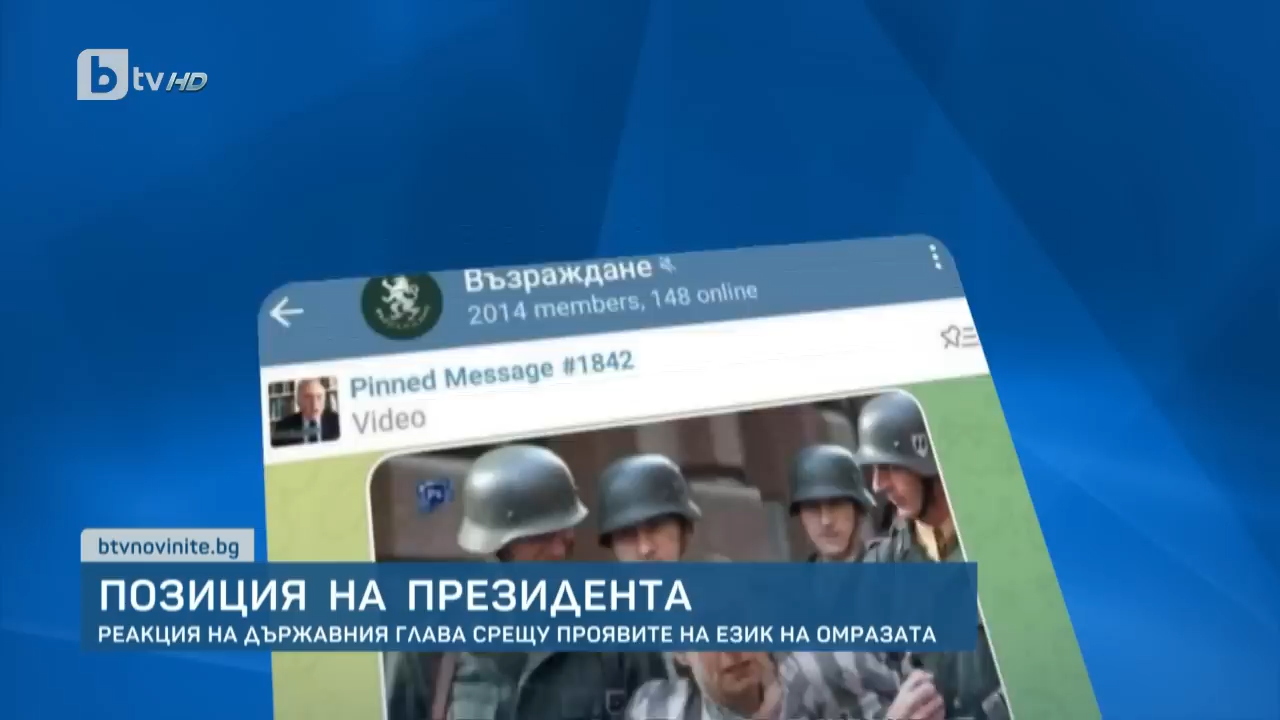 btv HD
Възраждане
2014 members, 148 online
Pinned Message #1842
Video
Ps
btvnovinite.bg
ПОЗИЦИЯ НА ПРЕЗИДЕНТА
РЕАКЦИЯ НА ДЪРЖАВНИЯ ГЛАВА СРЕЩУ ПРОЯВИТЕ НА ЕЗИК НА ОМРАЗАТА